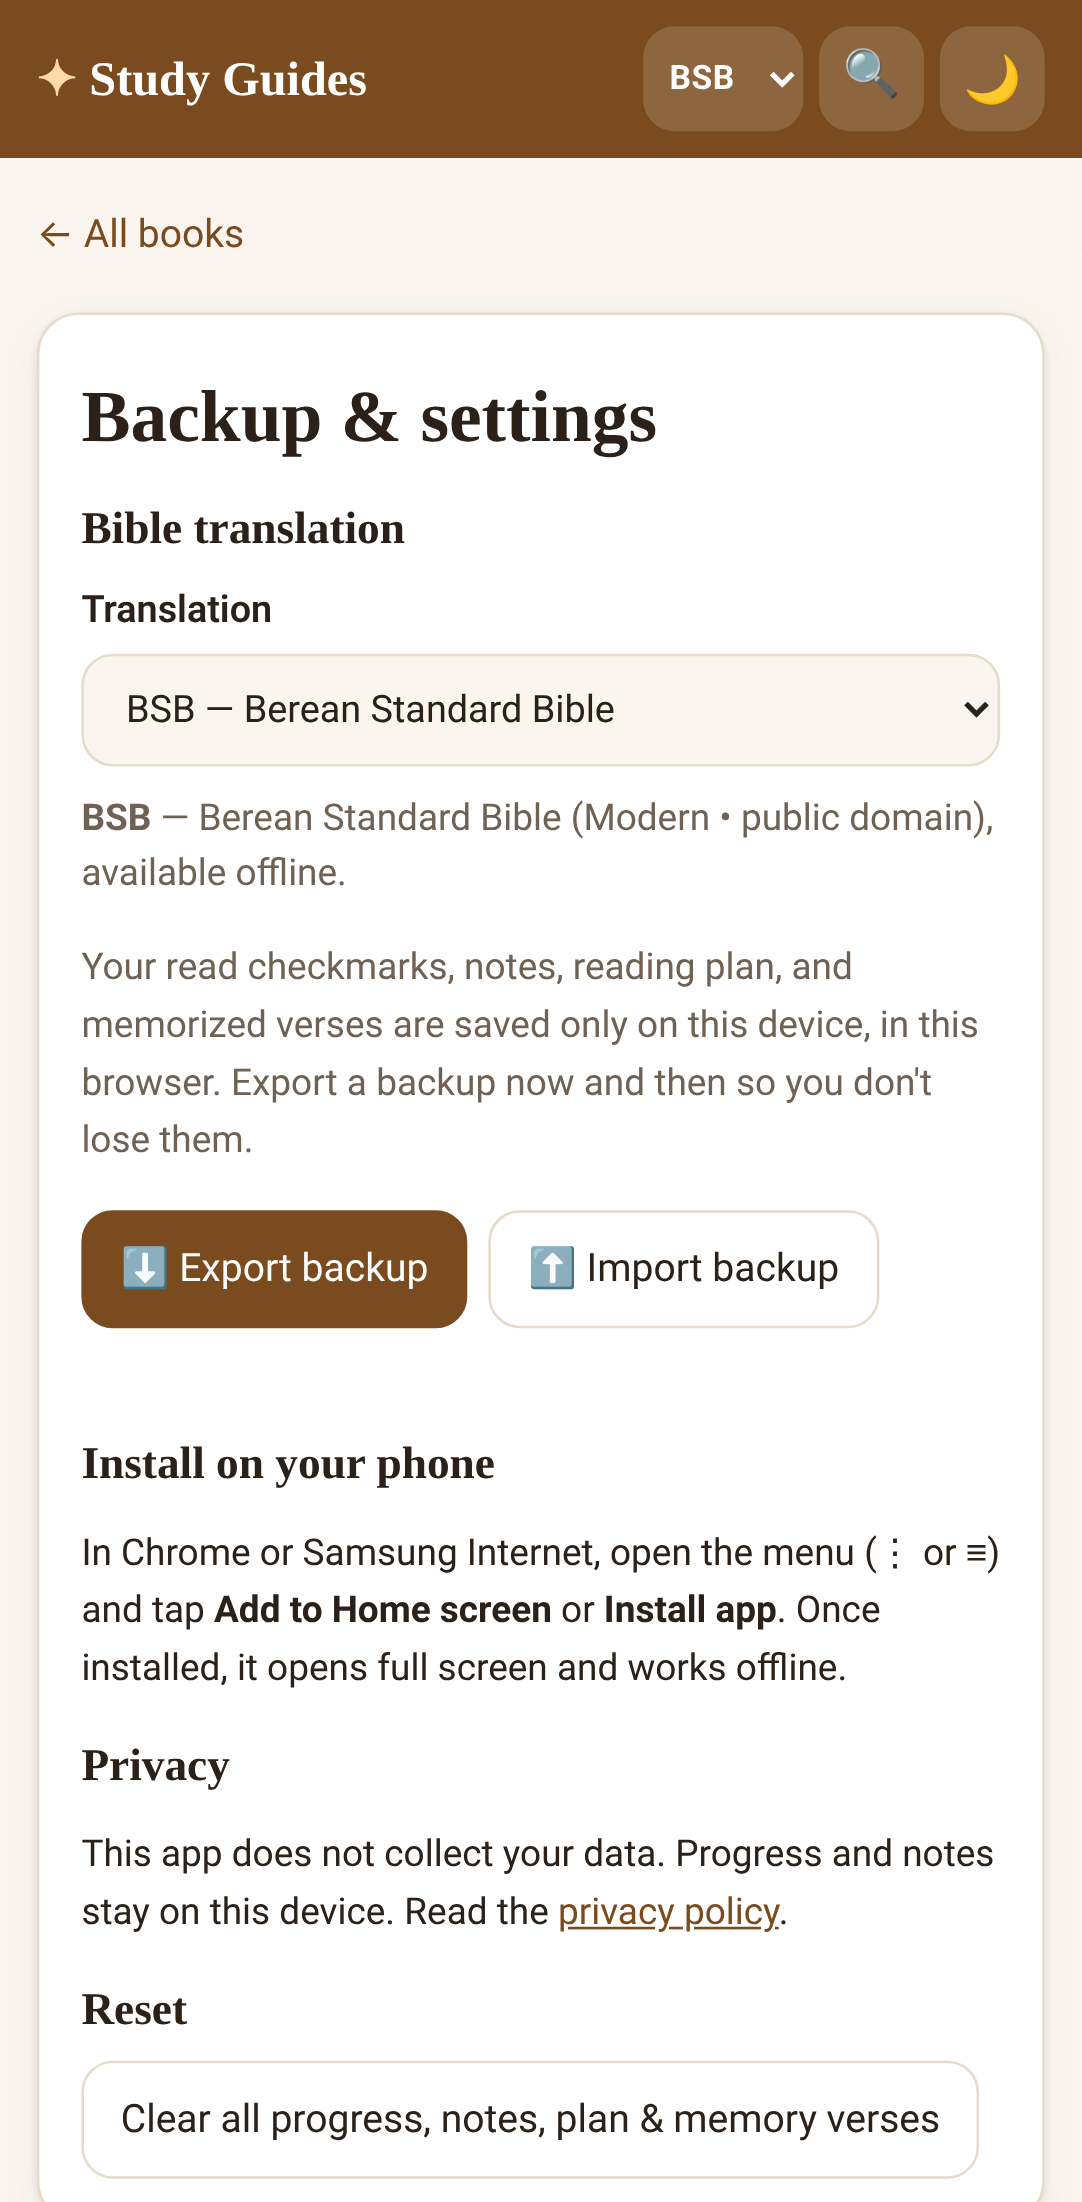 ✦ Study Guides
BSB
← All books
Backup & settings
Bible translation
Translation
BSB — Berean Standard Bible
BSB — Berean Standard Bible (Modern • public domain),
available offline.
Your read checkmarks, notes, reading plan, and
memorized verses are saved only on this device, in this
browser. Export a backup now and then so you don't
lose them.
⬇️ Export backup
⬆️ Import backup
Install on your phone
In Chrome or Samsung Internet, open the menu (⋮ or ≡)
and tap Add to Home screen or Install app. Once
installed, it opens full screen and works offline.
Privacy
This app does not collect your data. Progress and notes
stay on this device. Read the privacy policy.
Reset
Clear all progress, notes, plan & memory verses